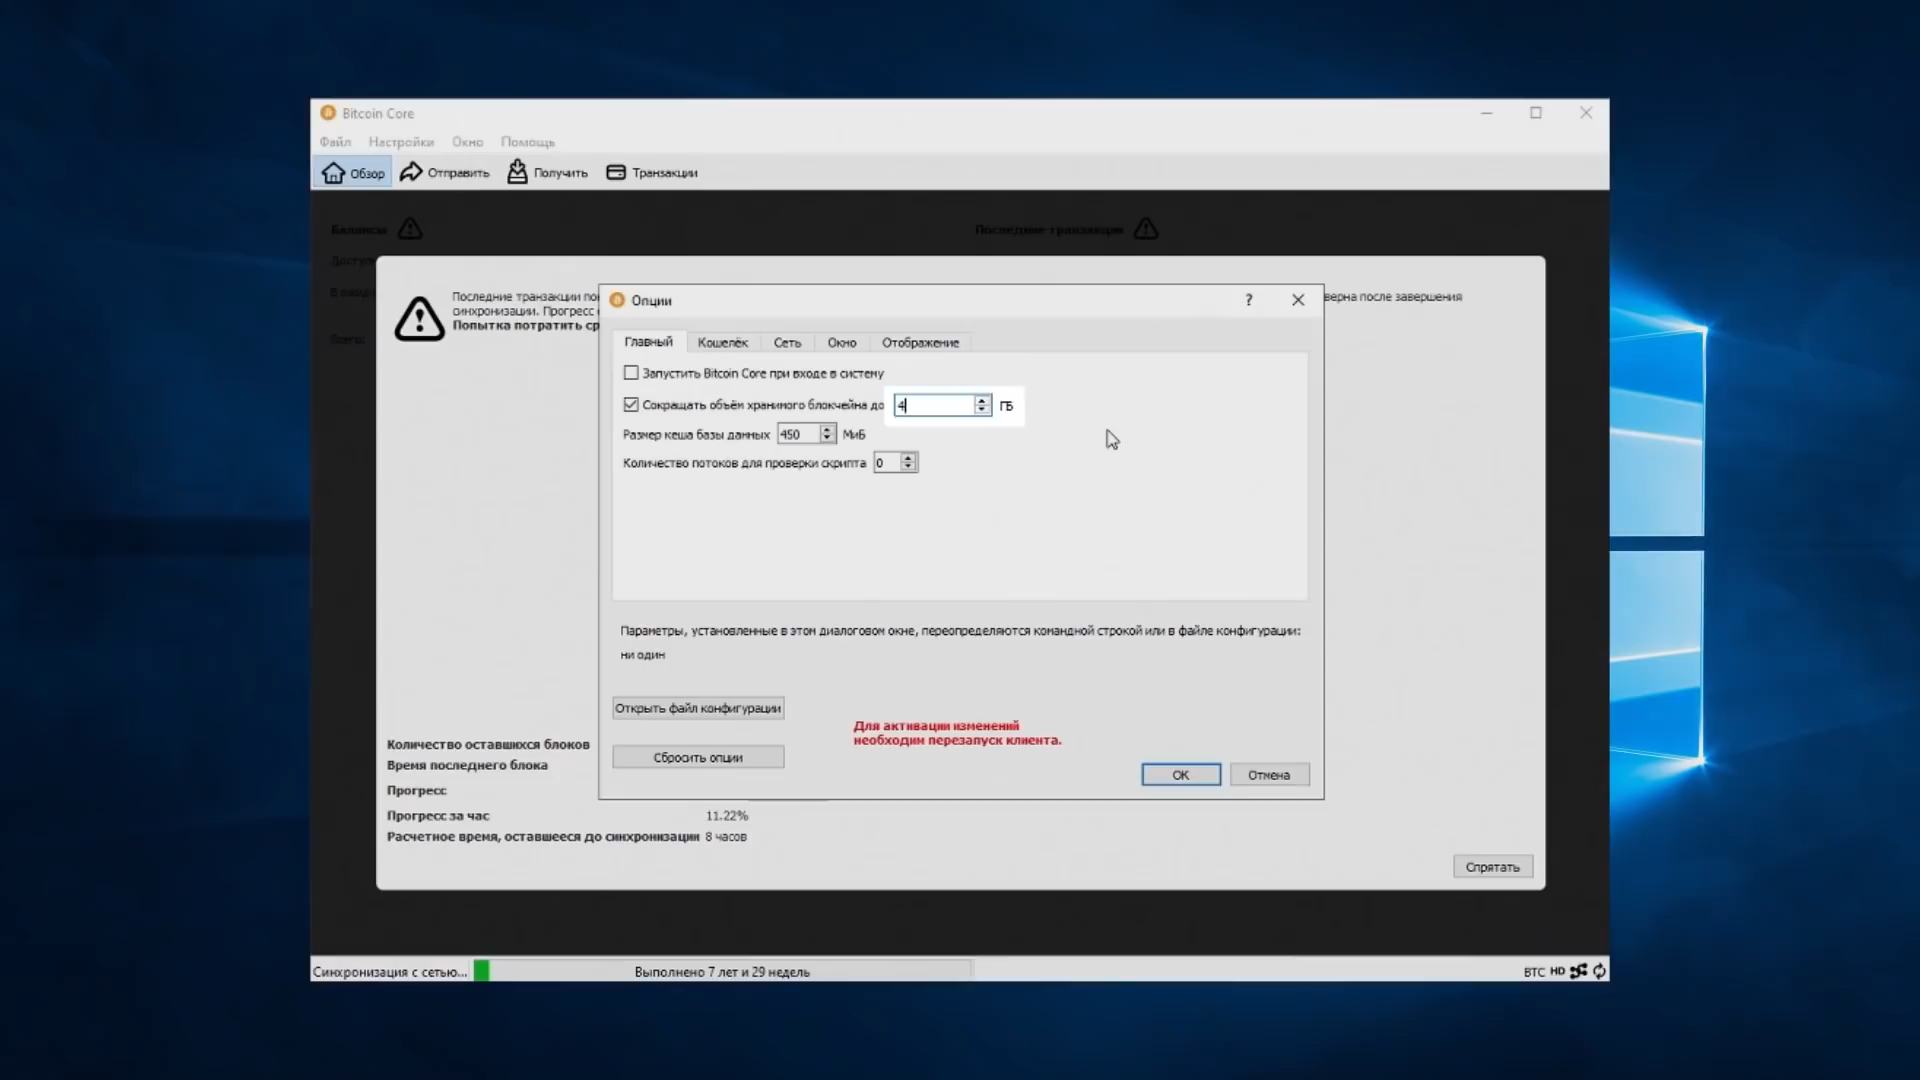 Bitcoin Core
Файл Настройки Окно Помощь
Обзор Отправить Получить Транзакции
Балансы Последние транзакции
Всего:
Последние транзакции
верна после завершения
синхронизации. Прогресс
Попытка потратить
Опции ?
Главный Кошелёк Сеть Окно Отображение
Запустить Bitcoin Core при входе в систему
Сокращать объём хранимого блокчейна до 4 ГБ
Размер кеша базы данных 450 МиБ
Количество потоков для проверки скрипта 0
Параметры, установленные в этом диалоговом окне, переопределяются командной строкой или в файле конфигурации:
ни один
Открыть файл конфигурации
Для активации изменений
необходим перезапуск клиента.
Сбросить опции
OK Отмена
Количество оставшихся блоков
Время последнего блока
Прогресс
Прогресс за час 11.22%
Расчетное время, оставшееся до синхронизации 8 часов
Спрятать
Синхронизация с сетью... Выполнено 7 лет и 29 недель BTC HD